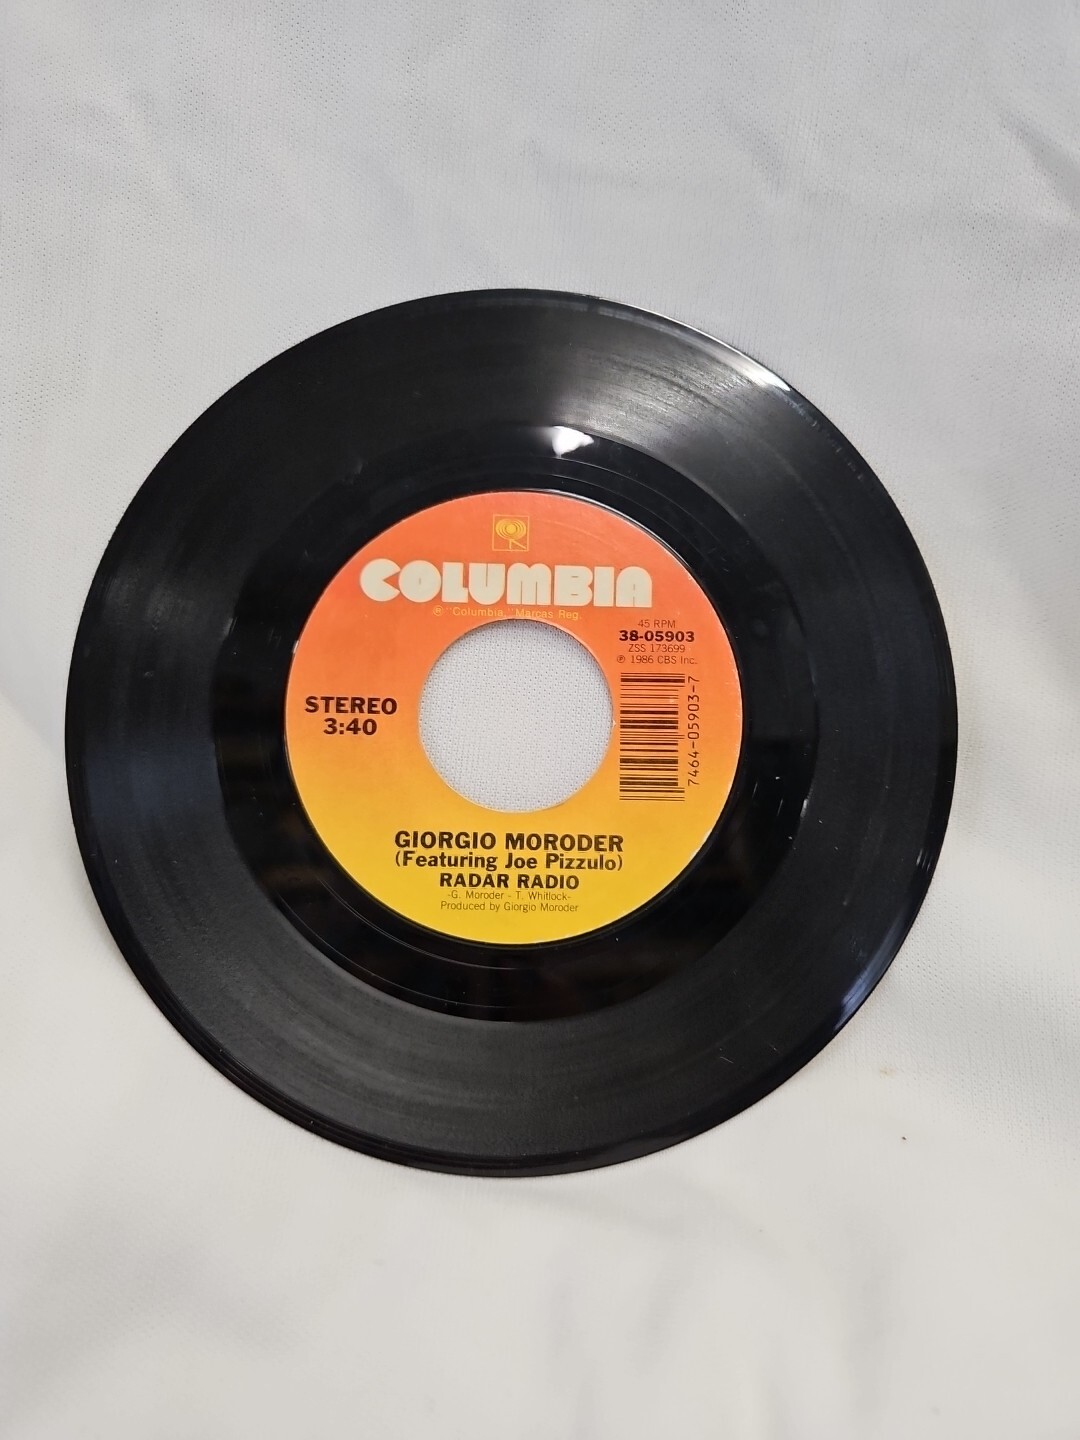 COLUMBIA
® "Columbia," Marcas Reg.
45 RPM
38-05903
ZSS 173699
℗ 1986 CBS Inc.
STEREO
3:40
7464-05903-7
GIORGIO MORODER
(Featuring Joe Pizzulo)
RADAR RADIO
-G. Moroder - T. Whitlock-
Produced by Giorgio Moroder